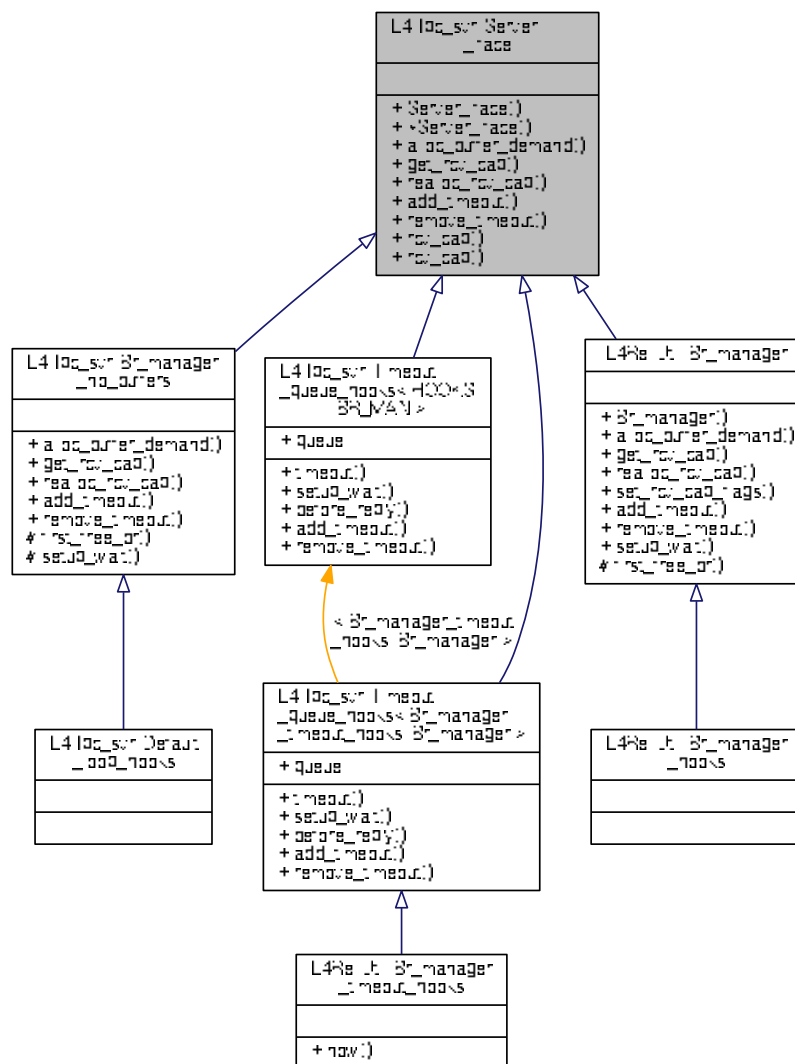 L4::Ipc_svr::Server
_iface
+ Server_iface()
+ ~Server_iface()
+ alloc_buffer_demand()
+ get_rcv_cap()
+ realloc_rcv_cap()
+ add_timeout()
+ remove_timeout()
+ rcv_cap()
+ rcv_cap()
L4::Ipc_svr::Br_manager
_no_buffers
+ alloc_buffer_demand()
+ get_rcv_cap()
+ realloc_rcv_cap()
+ add_timeout()
+ remove_timeout()
# first_free_br()
# setup_wait()
L4::Ipc_svr::Timeout
_queue_hooks< HOOKS,
BR_MAN >
+ queue
+ timeout()
+ setup_wait()
+ before_reply()
+ add_timeout()
+ remove_timeout()
L4Re::Util::Br_manager
+ Br_manager()
+ alloc_buffer_demand()
+ get_rcv_cap()
+ realloc_rcv_cap()
+ set_rcv_cap_flags()
+ add_timeout()
+ remove_timeout()
+ setup_wait()
# first_free_br()
< Br_manager_timeout
_hooks, Br_manager >
L4::Ipc_svr::Default
_loop_hooks
L4::Ipc_svr::Timeout
_queue_hooks< Br_manager
_timeout_hooks, Br_manager >
+ queue
+ timeout()
+ setup_wait()
+ before_reply()
+ add_timeout()
+ remove_timeout()
L4Re::Util::Br_manager
_hooks
L4Re::Util::Br_manager
_timeout_hooks
+ now()